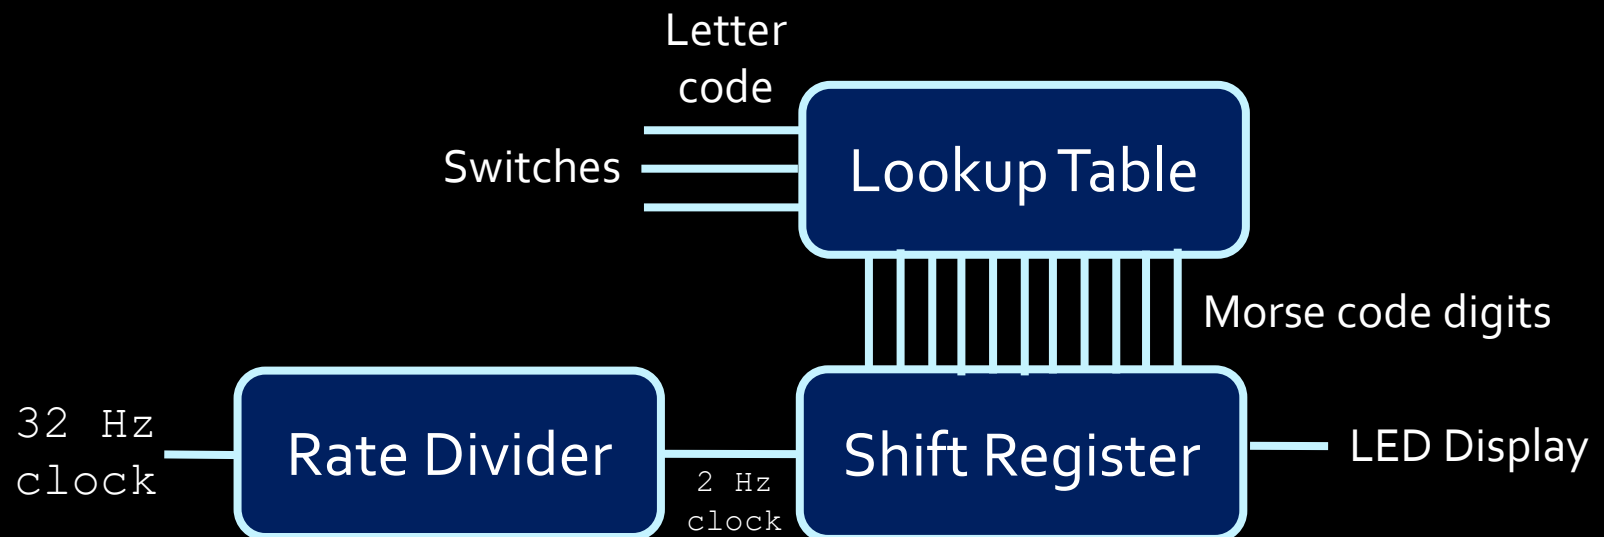 Letter
code
Switches
Lookup Table
Morse code digits
32 Hz
clock
Rate Divider
2 Hz
clock
Shift Register
LED Display